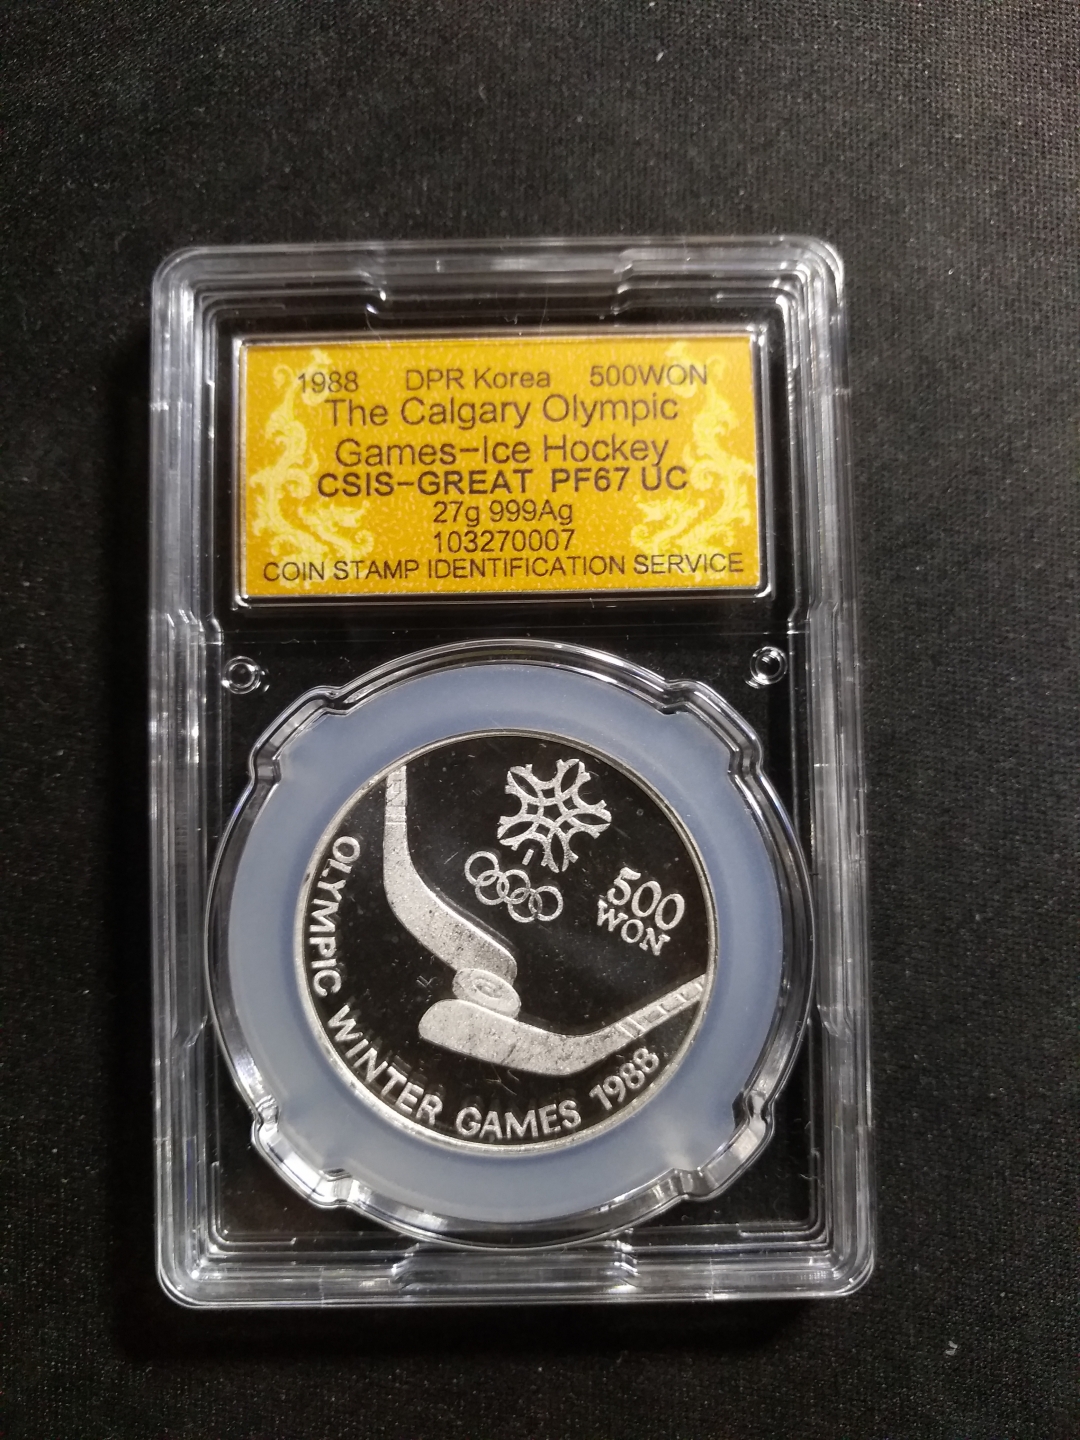 1988 DPR Korea 500WON
The Calgary Olympic
Games-Ice Hockey
CSIS-GREAT PF67 UC
27g 999Ag
103270007
COIN STAMP IDENTIFICATION SERVICE
500
WON
OLYMPIC WINTER GAMES 1988